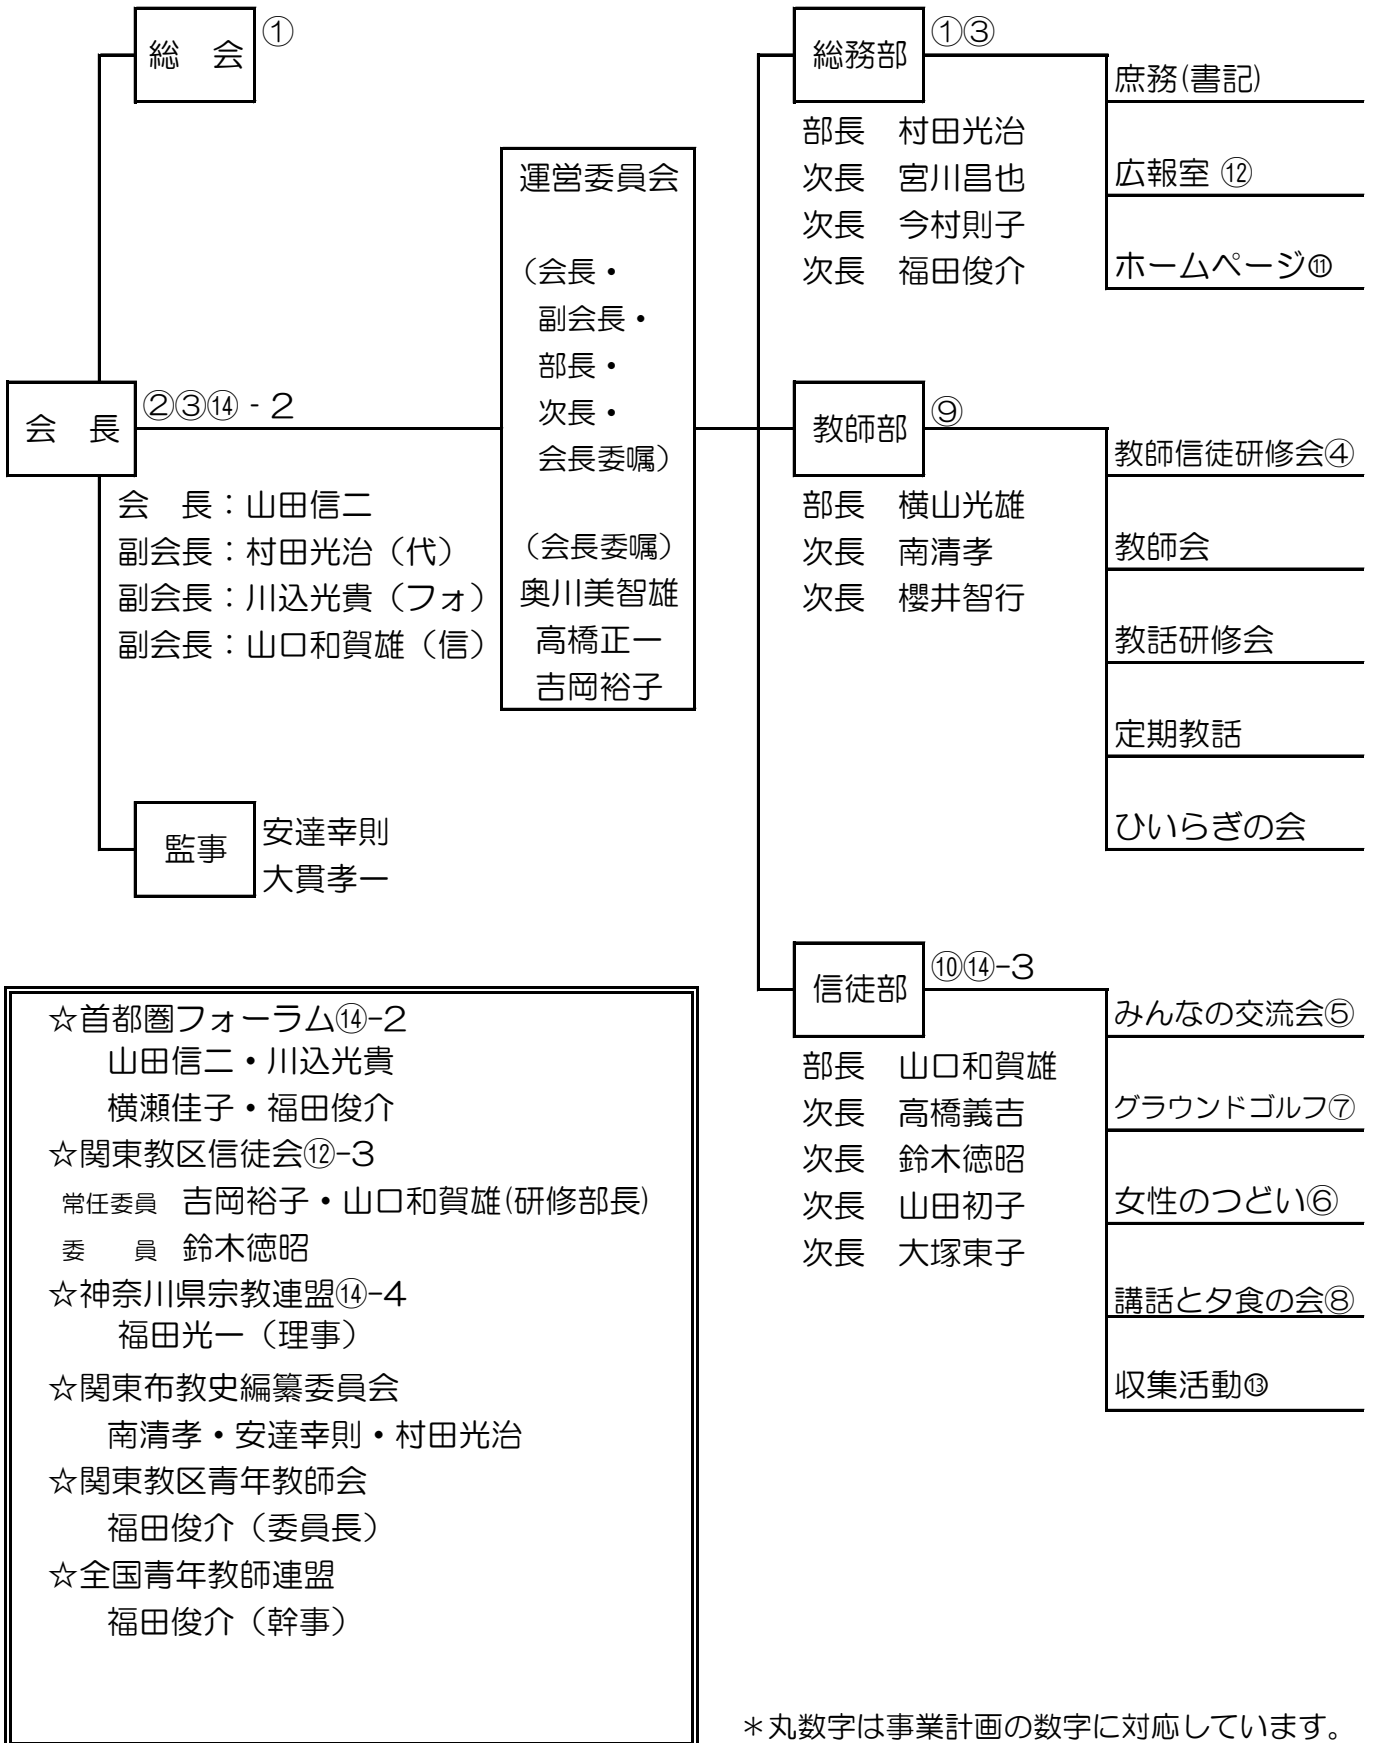 総　会 ①
会　長 ②③⑭‐2
会　長：山田信二
副会長：村田光治（代）
副会長：川込光貴（フォ）
副会長：山口和賀雄（信）
監事
安達幸則
大貫孝一
運営委員会
（会長・
副会長・
部長・
次長・
会長委嘱）
（会長委嘱）
奥川美智雄
高橋正一
吉岡裕子
総務部 ①③
部長　村田光治
次長　宮川昌也
次長　今村則子
次長　福田俊介
庶務(書記)
広報室 ⑫
ホームページ⑪
教師部 ⑨
部長　横山光雄
次長　南清孝
次長　櫻井智行
教師信徒研修会④
教師会
教話研修会
定期教話
ひいらぎの会
信徒部 ⑩⑭-3
部長　山口和賀雄
次長　高橋義吉
次長　鈴木徳昭
次長　山田初子
次長　大塚東子
みんなの交流会⑤
グラウンドゴルフ⑦
女性のつどい⑥
講話と夕食の会⑧
収集活動⑬
☆首都圏フォーラム⑭-2
山田信二・川込光貴
横瀬佳子・福田俊介
☆関東教区信徒会⑫-3
常任委員　吉岡裕子・山口和賀雄(研修部長)
委　　員　鈴木徳昭
☆神奈川県宗教連盟⑭-4
福田光一（理事）
☆関東布教史編纂委員会
南清孝・安達幸則・村田光治
☆関東教区青年教師会
福田俊介（委員長）
☆全国青年教師連盟
福田俊介（幹事）
＊丸数字は事業計画の数字に対応しています。